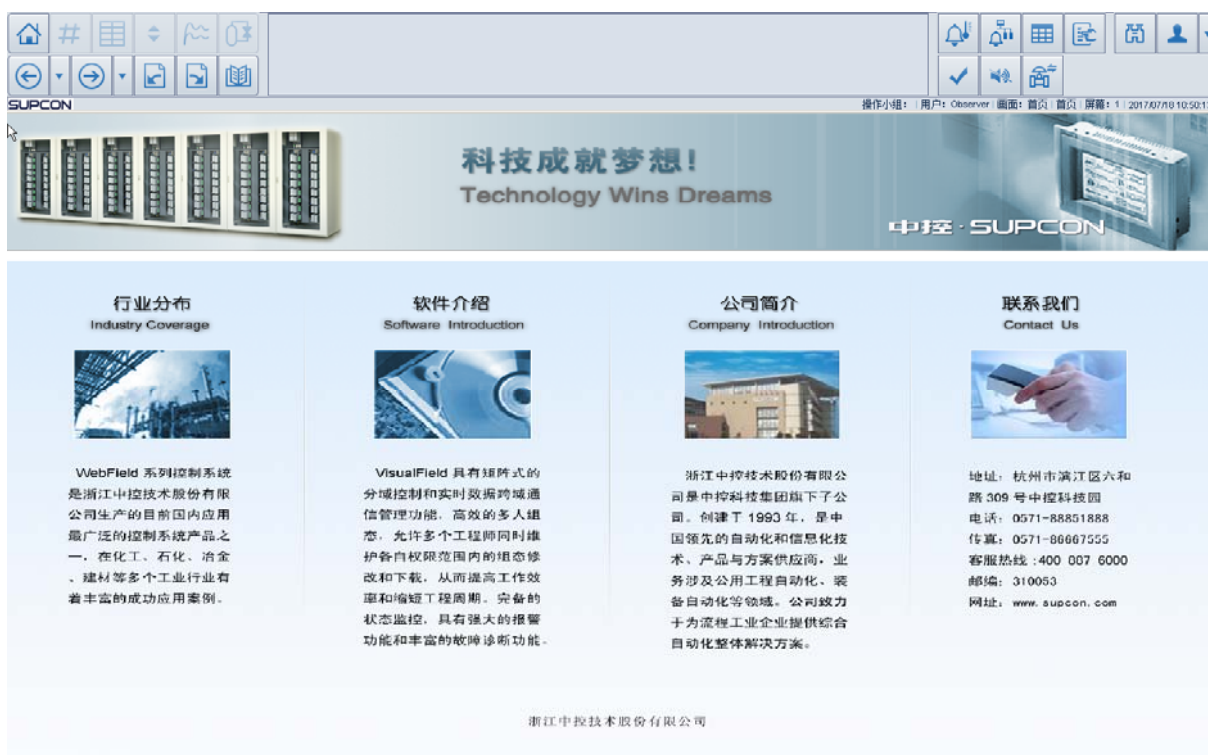 SUPCON
操作小组: 用户: Observer 画面: 首页 首页 屏幕: 1 2017/07/18 10:50:1
科技成就梦想!
Technology Wins Dreams
中控·SUPCON
行业分布
Industry Coverage
WebField 系列控制系统
是浙江中控技术股份有限
公司生产的目前国内应用
最广泛的控制系统产品之
一,在化工、石化、冶金
、建材等多个工业行业有
着丰富的成功应用案例。
软件介绍
Software Introduction
VisualField 具有矩阵式的
分域控制和实时数据跨域通
信管理功能。高效的多人组
态,允许多个工程师同时维
护各自权限范围内的组态修
改和下载,从而提高工作效
率和缩短工程周期。完备的
状态监控,具有强大的报警
功能和丰富的故障诊断功能。
公司简介
Company Introduction
浙江中控技术股份有限公
司是中控科技集团旗下子公
司。创建于 1993 年,是中
国领先的自动化和信息化技
术、产品与方案供应商,业
务涉及公用工程自动化、装
备自动化等领域。公司致力
于为流程工业企业提供综合
自动化整体解决方案。
联系我们
Contact Us
地址: 杭州市滨江区六和
路 309 号中控科技园
电话: 0571-88851888
传真: 0571-86667555
客服热线:400 887 6000
邮编: 310053
网址: www.supcon.com
浙江中控技术股份有限公司